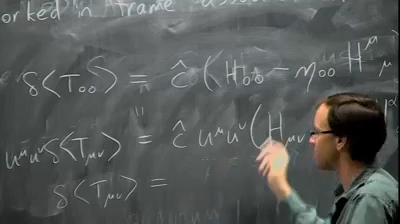 orked in frame
δ⟨T₀₀⟩ = ĉ (H₀₀ - η₀₀ H^μ_μ
u^μ u^ν δ⟨T_μν⟩ = ĉ u^μ u^ν (H_μν
δ⟨T_μν⟩ =